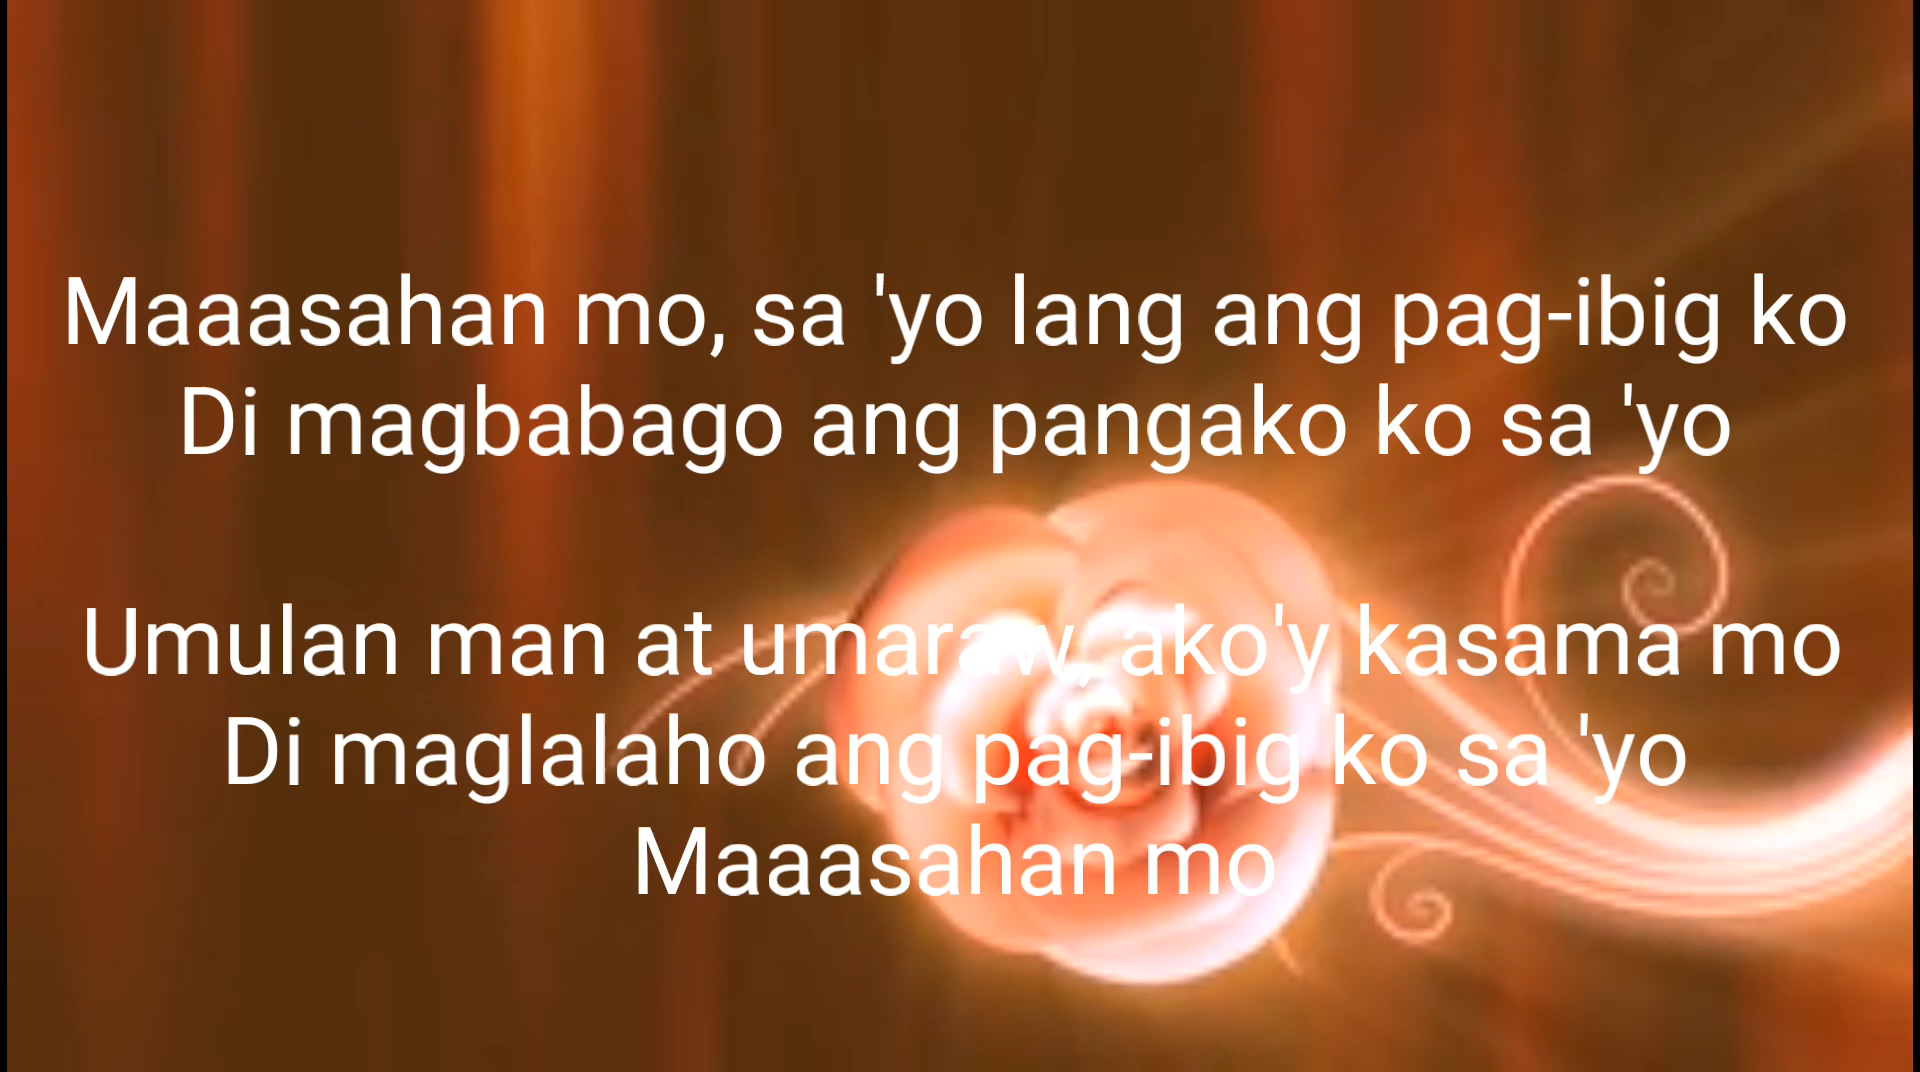 Maaasahan mo, sa 'yo lang ang pag-ibig ko
Di magbabago ang pangako ko sa 'yo
Umulan man at umaraw, ako'y kasama mo
Di maglalaho ang pag-ibig ko sa 'yo
Maaasahan mo